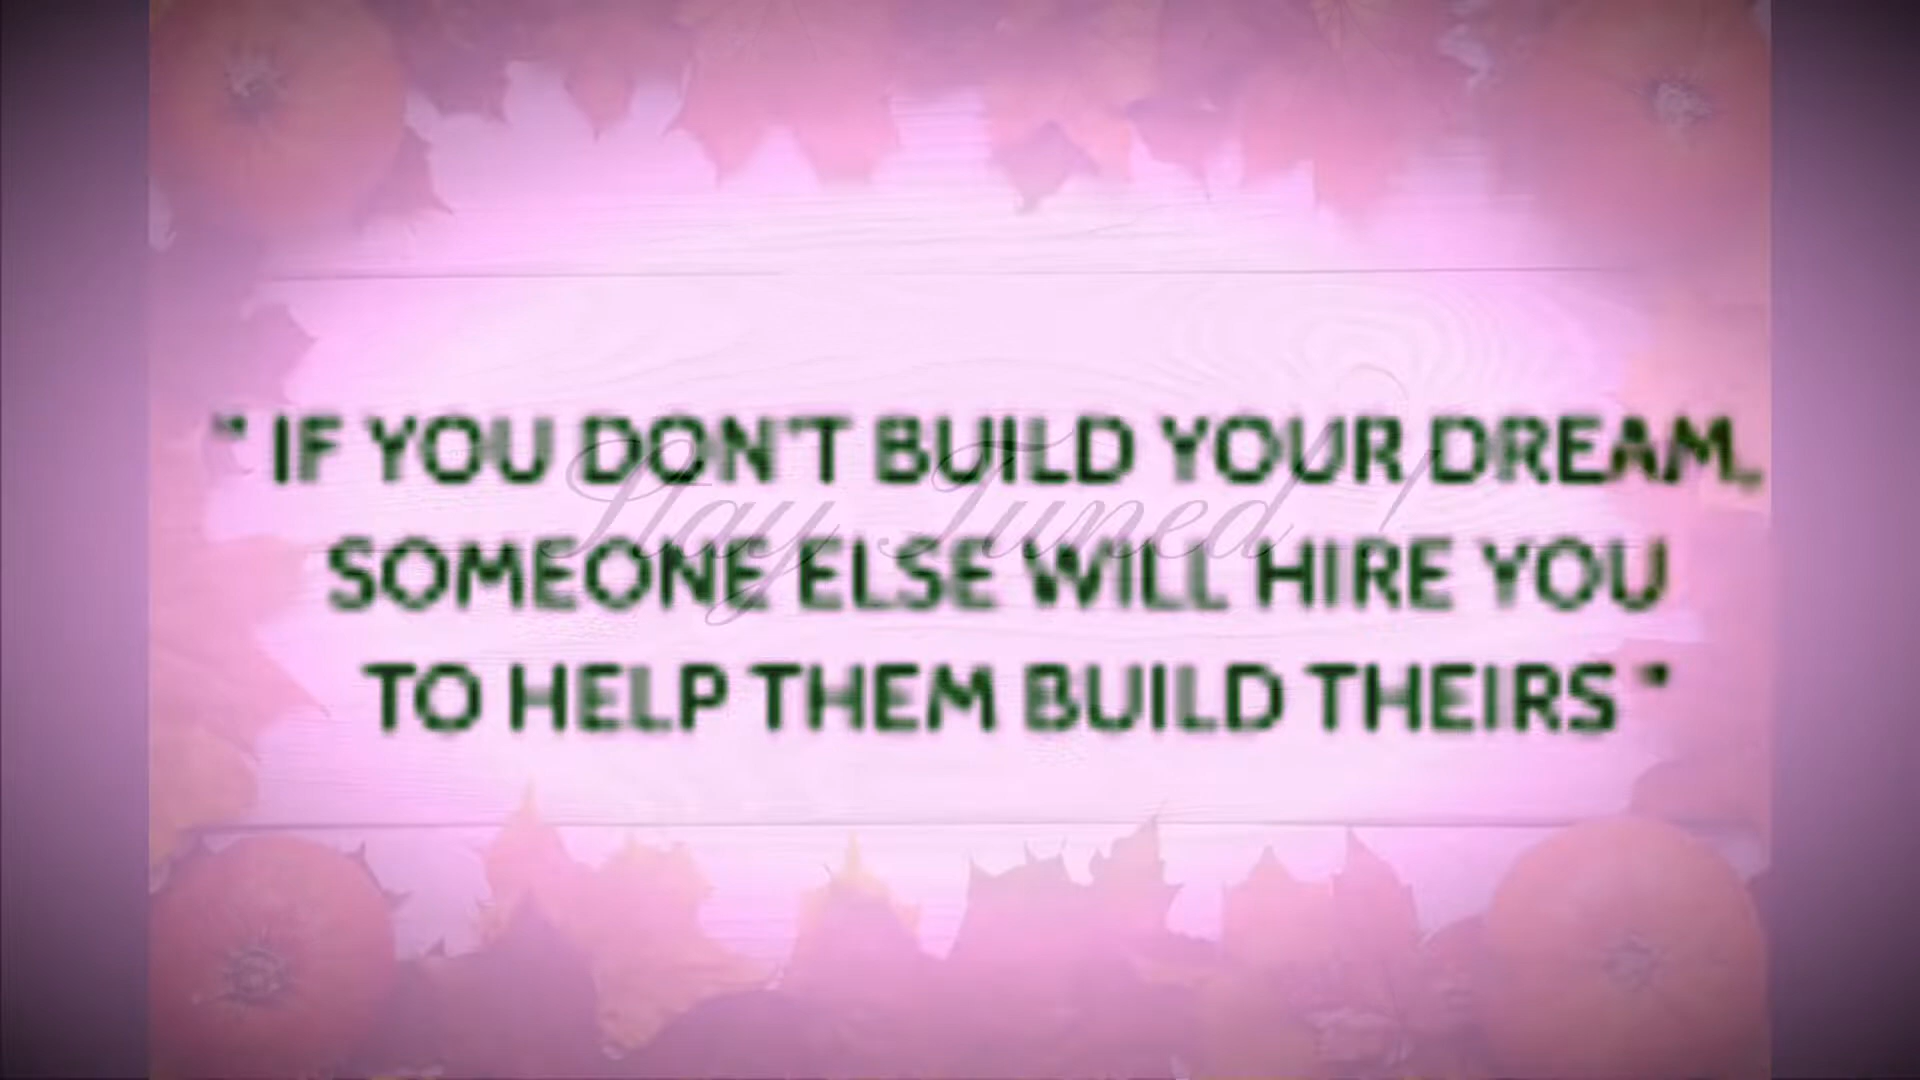 " IF YOU DON'T BUILD YOUR DREAM,
Stay Tuned !
SOMEONE ELSE WILL HIRE YOU
TO HELP THEM BUILD THEIRS "